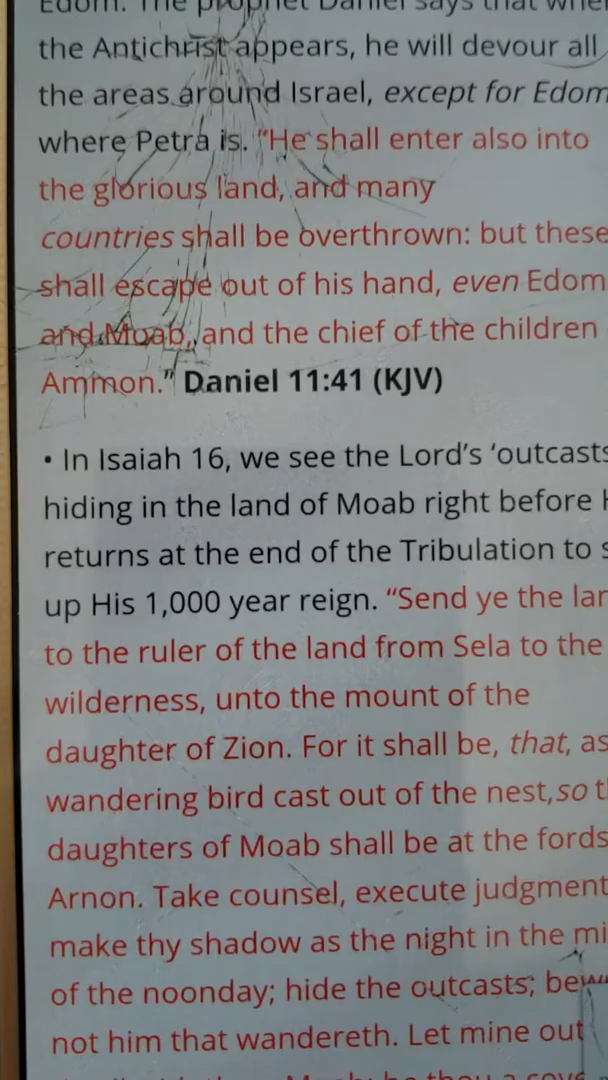 Edom. The prophet Daniel says that when
the Antichrist appears, he will devour all
the areas around Israel, except for Edom
where Petra is. “He shall enter also into
the glorious land, and many
countries shall be overthrown: but these
shall escape out of his hand, even Edom
and Moab, and the chief of the children
Ammon.” Daniel 11:41 (KJV)
• In Isaiah 16, we see the Lord’s ‘outcasts
hiding in the land of Moab right before
returns at the end of the Tribulation to
up His 1,000 year reign. “Send ye the
to the ruler of the land from Sela to the
wilderness, unto the mount of the
daughter of Zion. For it shall be, that, as
wandering bird cast out of the nest,so
daughters of Moab shall be at the fords
Arnon. Take counsel, execute judgment
make thy shadow as the night in the
of the noonday; hide the outcasts;
not him that wandereth. Let mine out